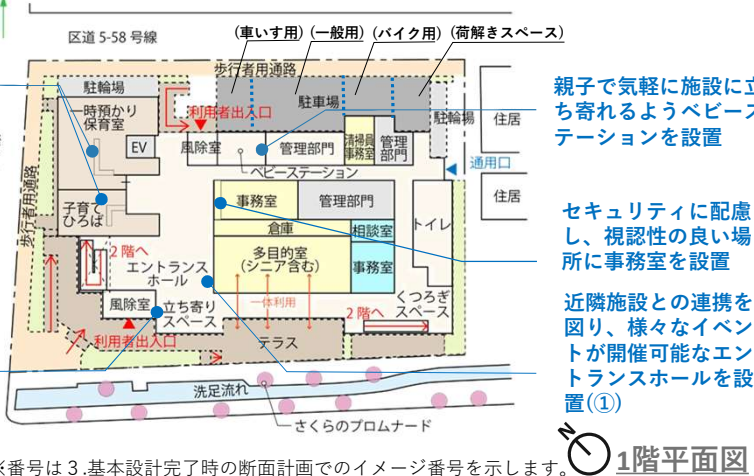 区道 5-58 号線
(車いす用) (一般用) (バイク用) (荷解きスペース)
歩行者用通路
駐輪場
駐車場
一時預かり
保育室
利用者出入口
駐輪場
住居
EV
風除室
管理部門
清掃員
事務室
管理
部門
ベビーステーション
通用口
歩行者用通路
事務室
管理部門
住居
子育て
ひろば
倉庫
相談室
トイレ
2 階へ
エントランス
ホール
多目的室
(シニア含む)
事務室
風除室
立ち寄り
スペース
一体利用
2 階へ
くつろぎ
スペース
利用者出入口
テラス
洗足流れ
さくらのプロムナード
親子で気軽に施設に立
ち寄れるようベビース
テーションを設置
セキュリティに配慮
し、視認性の良い場
所に事務室を設置
近隣施設との連携を
図り、様々なイベン
トが開催可能なエン
トランスホールを設
置(①)
※番号は３.基本設計完了時の断面計画でのイメージ番号を示します。
N
1階平面図